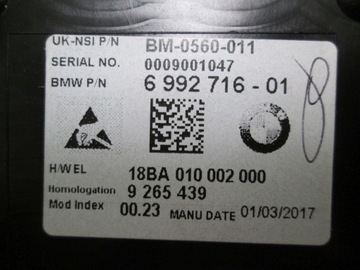 UK-NSI P/N BM-0560-011
SERIAL NO. 0009001047
BMW P/N 6 992 716 - 01
H/W EL 18BA 010 002 000
Homologation 9 265 439
Mod Index 00.23 MANU DATE 01/03/2017